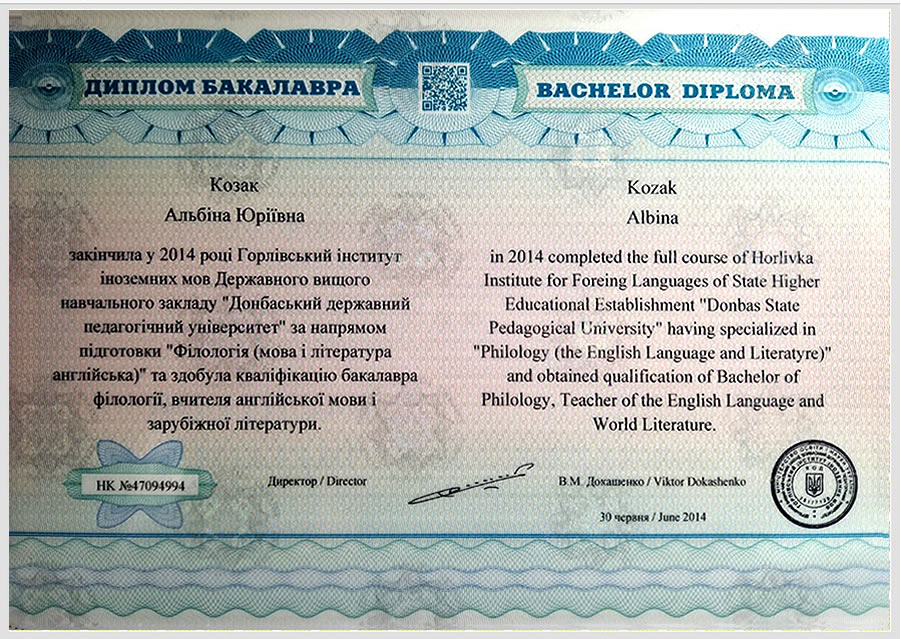 ДИПЛОМ БАКАЛАВРА
BACHELOR DIPLOMA
Козак
Альбіна Юріївна
закінчила у 2014 році Горлівський інститут
іноземних мов Державного вищого
навчального закладу "Донбаський державний
педагогічний університет" за напрямом
підготовки "Філологія (мова і література
англійська)" та здобула кваліфікацію бакалавра
філології, вчителя англійської мови і
зарубіжної літератури.
Kozak
Albina
in 2014 completed the full course of Horlivka
Institute for Foreing Languages of State Higher
Educational Establishment "Donbas State
Pedagogical University" having specialized in
"Philology (the English Language and Literatyre)"
and obtained qualification of Bachelor of
Philology, Teacher of the English Language and
World Literature.
НК №47094994
Директор / Director
В.М. Докашенко / Viktor Dokashenko
30 червня / June 2014